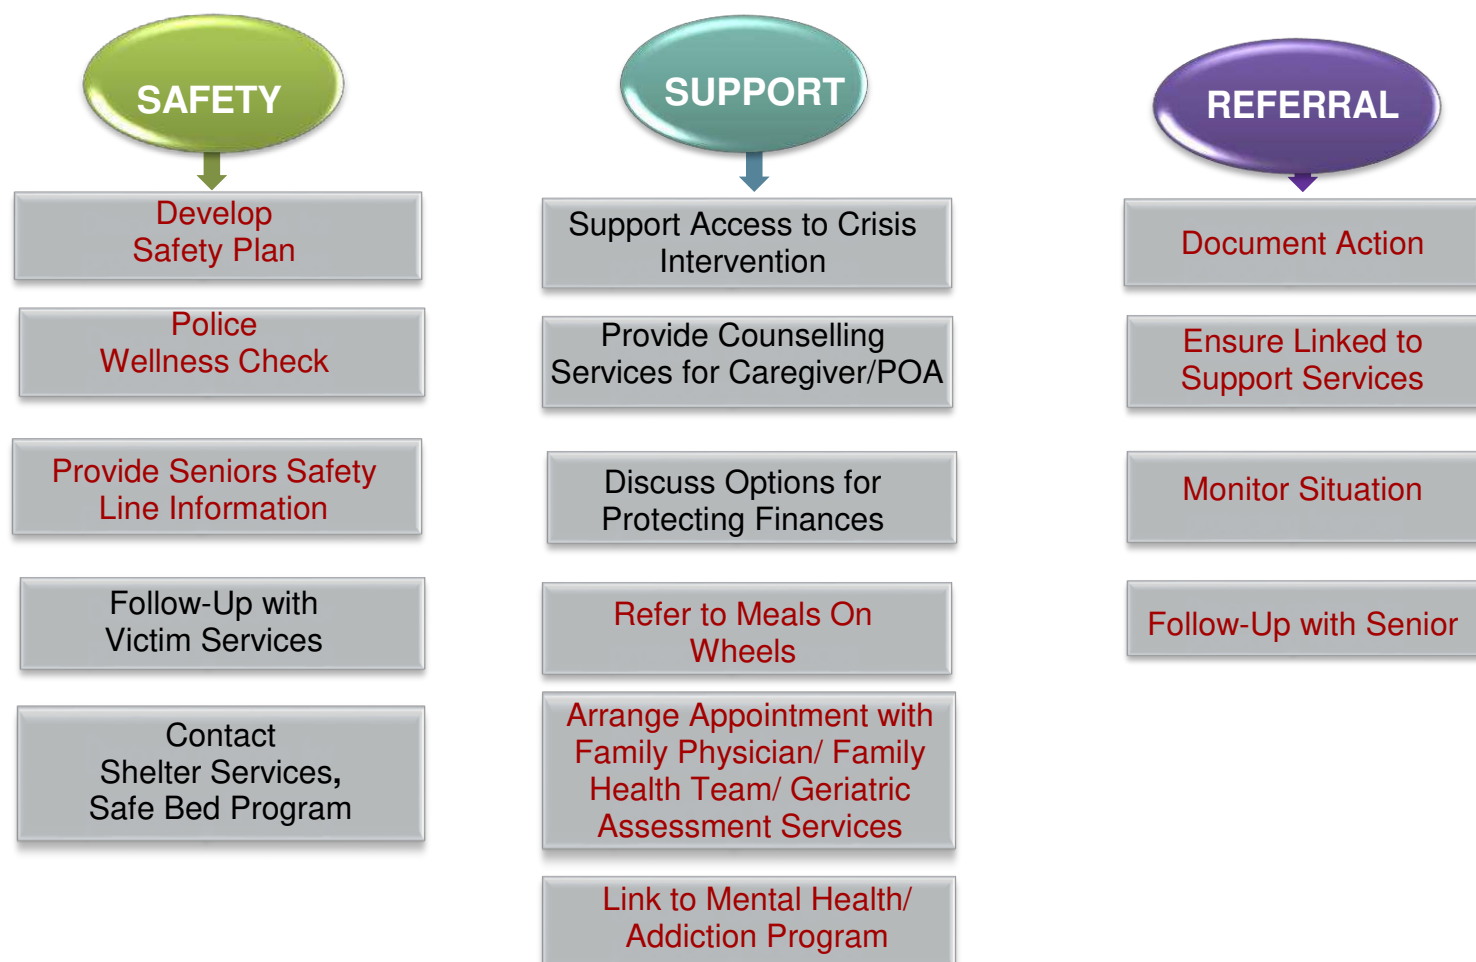 SAFETY
Develop
Safety Plan
Police
Wellness Check
Provide Seniors Safety
Line Information
Follow-Up with
Victim Services
Contact
Shelter Services,
Safe Bed Program
SUPPORT
Support Access to Crisis
Intervention
Provide Counselling
Services for Caregiver/POA
Discuss Options for
Protecting Finances
Refer to Meals On
Wheels
Arrange Appointment with
Family Physician/ Family
Health Team/ Geriatric
Assessment Services
Link to Mental Health/
Addiction Program
REFERRAL
Document Action
Ensure Linked to
Support Services
Monitor Situation
Follow-Up with Senior